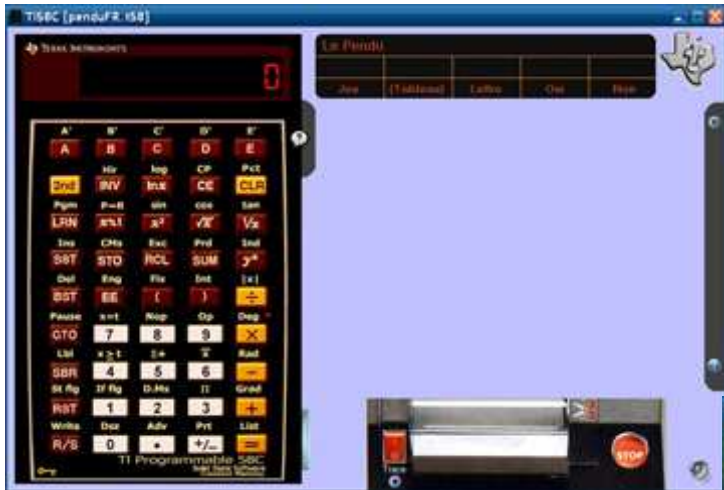 TI58C [penduFR.t58]
TEXAS INSTRUMENTS
0
Le Pendu
Jeu (Tableau) Lettre Oui Non
A' B' C' D' E'
A B C D E
log CP Pct
2nd INV lnx CE CLR
Pgm P→R sin cos tan
LRN x⇄t x² √x 1/x
Ins CMs Exc Prd Ind
SST STO RCL SUM yˣ
Del Eng Fix Int |x|
BST EE ( ) ÷
Pause x=t Nop Op Deg
GTO 7 8 9 ×
Lbl x≥t Σ+ x̄ Rad
SBR 4 5 6 −
St flg If flg D.Ms Π Grad
RST 1 2 3 +
Write Dsz Adv Prt List
R/S 0 . +/− =
TI Programmable 58C
TRACE
STOP